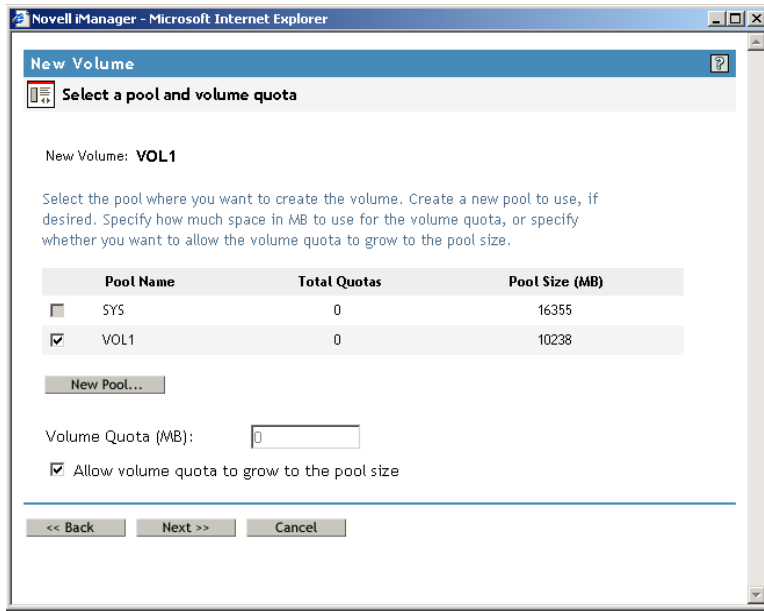 Novell iManager - Microsoft Internet Explorer
New Volume
?
Select a pool and volume quota
New Volume: VOL1
Select the pool where you want to create the volume. Create a new pool to use, if
desired. Specify how much space in MB to use for the volume quota, or specify
whether you want to allow the volume quota to grow to the pool size.
Pool Name Total Quotas Pool Size (MB)
SYS 0 16355
VOL1 0 10238
New Pool...
Volume Quota (MB): 0
Allow volume quota to grow to the pool size
<< Back Next >> Cancel